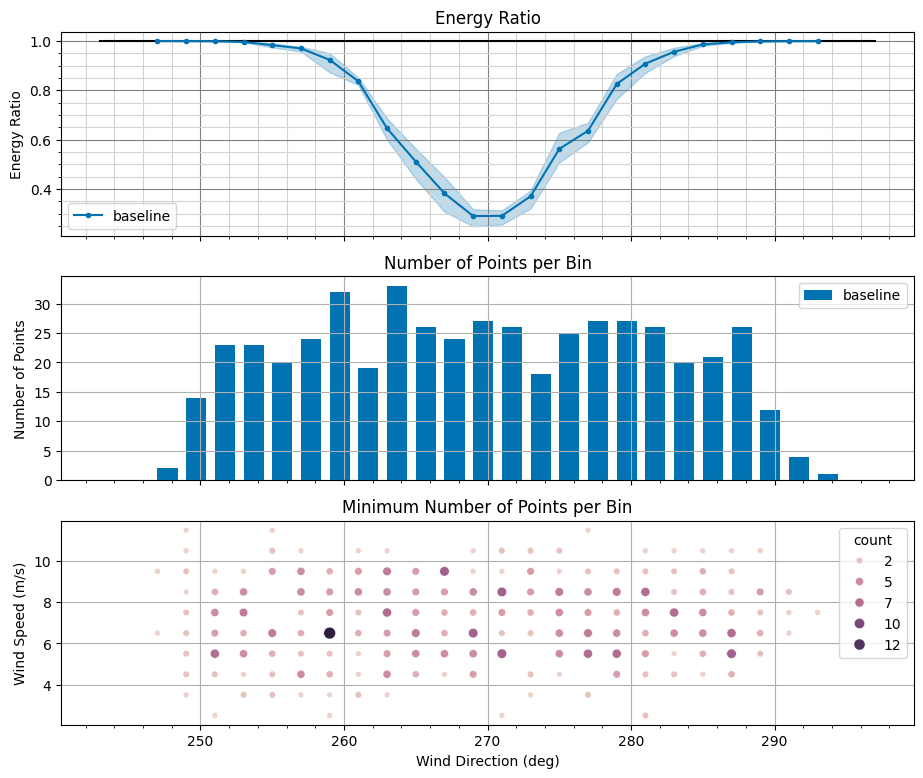 Energy Ratio
1.0
0.8
0.6
0.4
Energy Ratio
baseline
Number of Points per Bin
30
25
20
15
10
5
0
Number of Points
baseline
Minimum Number of Points per Bin
10
8
6
4
Wind Speed (m/s)
count
2
5
7
10
12
250 260 270 280 290
Wind Direction (deg)